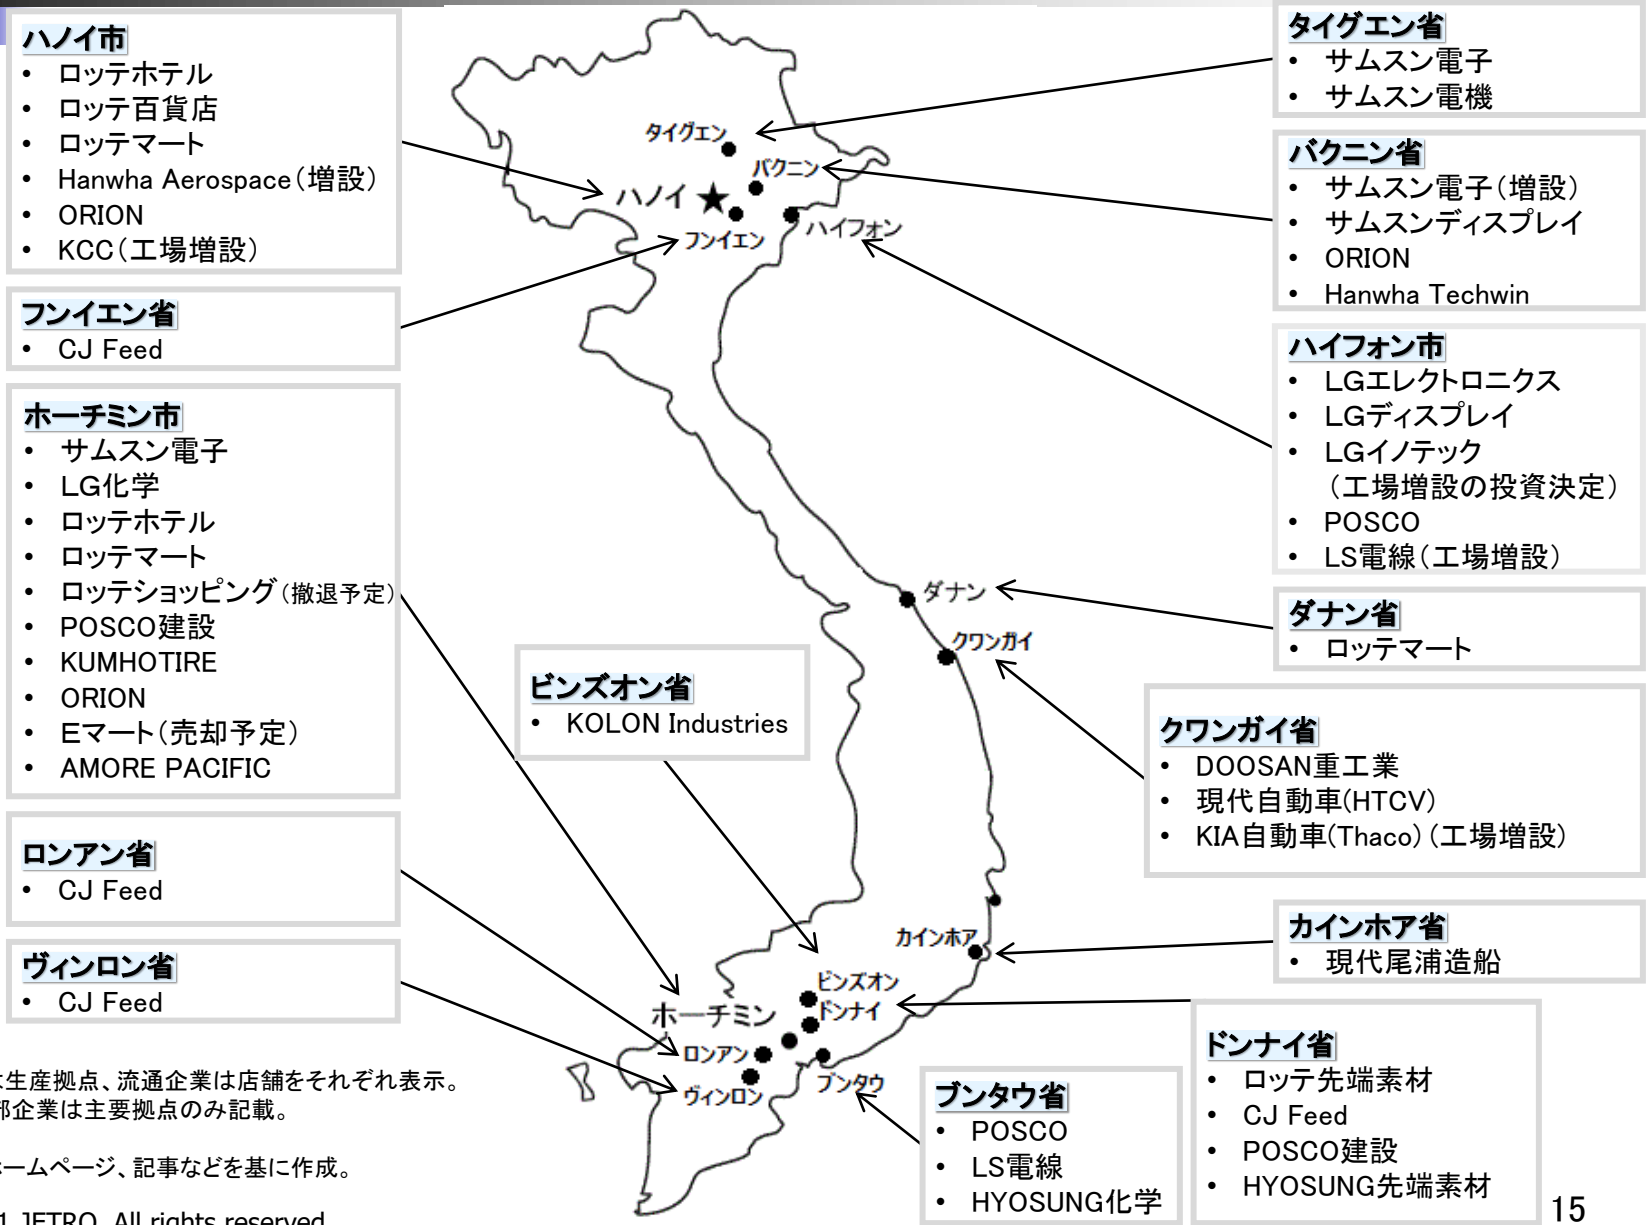 ハノイ市
• ロッテホテル
• ロッテ百貨店
• ロッテマート
• Hanwha Aerospace（増設）
• ORION
• KCC（工場増設）
フンイエン省
• CJ Feed
ホーチミン市
• サムスン電子
• LG化学
• ロッテホテル
• ロッテマート
• ロッテショッピング（撤退予定）
• POSCO建設
• KUMHOTIRE
• ORION
• Eマート（売却予定）
• AMORE PACIFIC
ロンアン省
• CJ Feed
ヴィンロン省
• CJ Feed
タイグエン
バクニン
ハノイ
フンイエン
ハイフォン
ダナン
クワンガイ
カインホア
ビンズオン
ドンナイ
ホーチミン
ロンアン
ヴィンロン
ブンタウ
ビンズオン省
• KOLON Industries
タイグエン省
• サムスン電子
• サムスン電機
バクニン省
• サムスン電子（増設）
• サムスンディスプレイ
• ORION
• Hanwha Techwin
ハイフォン市
• LGエレクトロニクス
• LGディスプレイ
• LGイノテック
（工場増設の投資決定）
• POSCO
• LS電線（工場増設）
ダナン省
• ロッテマート
クワンガイ省
• DOOSAN重工業
• 現代自動車(HTCV)
• KIA自動車(Thaco)（工場増設）
カインホア省
• 現代尾浦造船
ドンナイ省
• ロッテ先端素材
• CJ Feed
• POSCO建設
• HYOSUNG先端素材
ブンタウ省
• POSCO
• LS電線
• HYOSUNG化学
生産拠点、流通企業は店舗をそれぞれ表示。
企業は主要拠点のみ記載。
ホームページ、記事などを基に作成。
1 JETRO. All rights reserved.
15